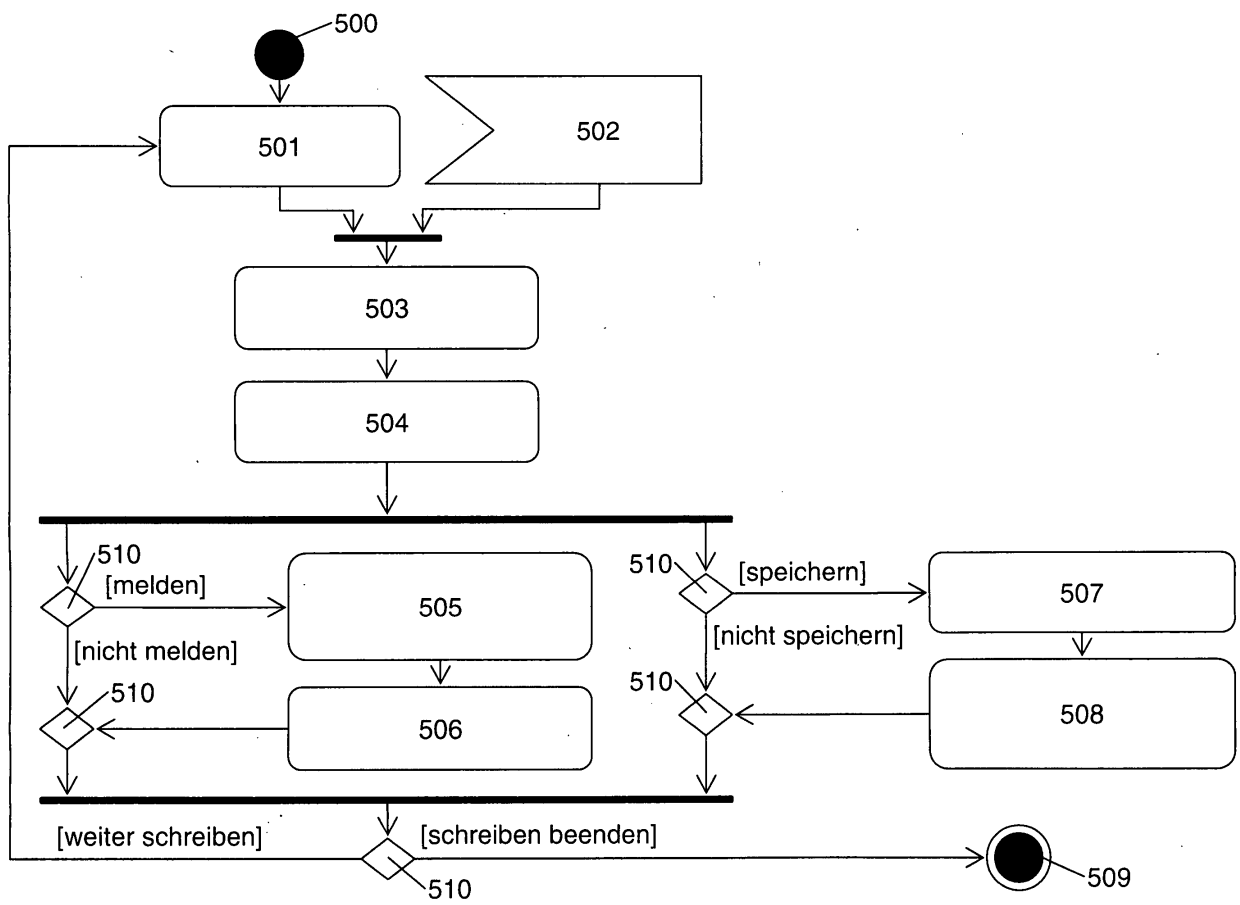 500
501
502
503
504
510
[melden]
505
510
[speichern]
507
[nicht melden]
[nicht speichern]
510
506
510
508
[weiter schreiben]
[schreiben beenden]
510
509